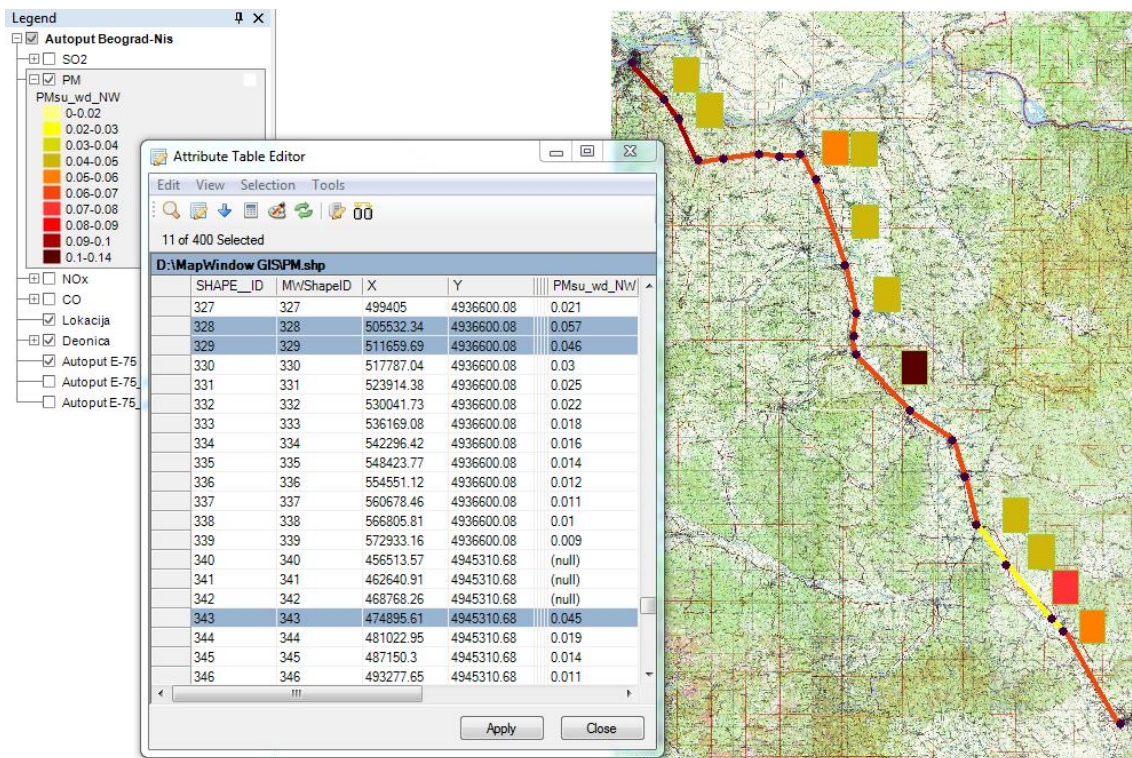 Legend
Autoput Beograd-Nis
SO2
PM
PMsu_wd_NW
0-0.02
0.02-0.03
0.03-0.04
0.04-0.05
0.05-0.06
0.06-0.07
0.07-0.08
0.08-0.09
0.09-0.1
0.1-0.14
NOx
CO
Lokacija
Deonica
Autoput E-75
Autoput E-75_
Autoput E-75_
Attribute Table Editor
Edit View Selection Tools
11 of 400 Selected
D:\MapWindow GIS\PM.shp
SHAPE__ID MWShapeID X Y PMsu_wd_NW
327 327 499405 4936600.08 0.021
328 328 505532.34 4936600.08 0.057
329 329 511659.69 4936600.08 0.046
330 330 517787.04 4936600.08 0.03
331 331 523914.38 4936600.08 0.025
332 332 530041.73 4936600.08 0.022
333 333 536169.08 4936600.08 0.018
334 334 542296.42 4936600.08 0.016
335 335 548423.77 4936600.08 0.014
336 336 554551.12 4936600.08 0.012
337 337 560678.46 4936600.08 0.011
338 338 566805.81 4936600.08 0.01
339 339 572933.16 4936600.08 0.009
340 340 456513.57 4945310.68 (null)
341 341 462640.91 4945310.68 (null)
342 342 468768.26 4945310.68 (null)
343 343 474895.61 4945310.68 0.045
344 344 481022.95 4945310.68 0.019
345 345 487150.3 4945310.68 0.014
346 346 493277.65 4945310.68 0.011
Apply Close